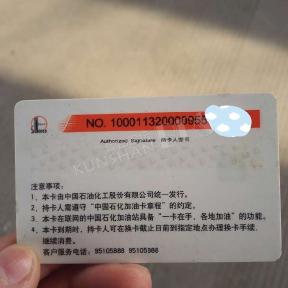 NO. 100011320000955
Authorized Signature 持卡人签名
KUNSHAN
注意事项：
1、本卡由中国石油化工股份有限公司统一发行。
2、持卡人需遵守“中国石化加油卡章程”的约定。
3、本卡在联网的中国石化加油站具备“一卡在手，各地加油”的功能。
4、本卡到期时，持卡人可在换卡截止日前到指定地点办理换卡手续，
继续消费。
客户服务电话：95105888 95105988